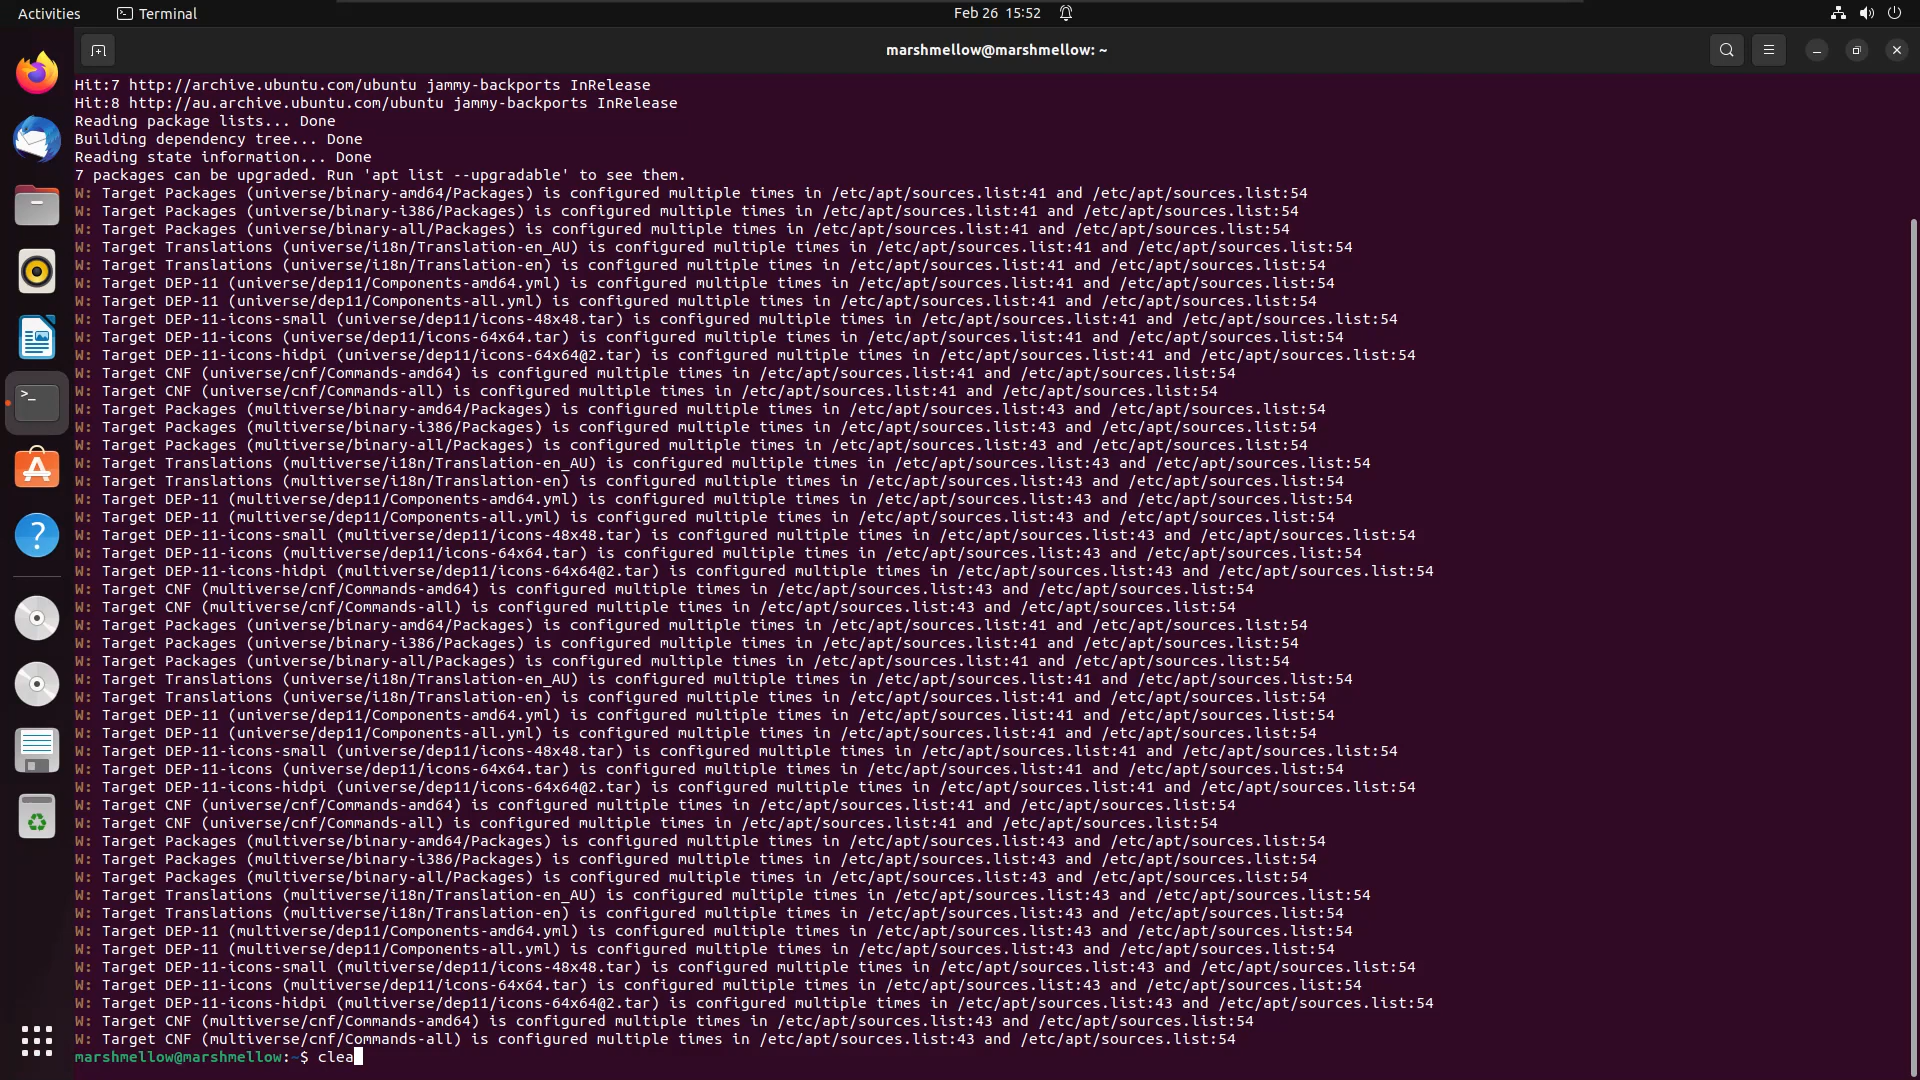 Activities
Terminal
Feb 26 15:52
marshmellow@marshmellow: ~
Hit:7 http://archive.ubuntu.com/ubuntu jammy-backports InRelease
Hit:8 http://au.archive.ubuntu.com/ubuntu jammy-backports InRelease
Reading package lists... Done
Building dependency tree... Done
Reading state information... Done
7 packages can be upgraded. Run 'apt list --upgradable' to see them.
W: Target Packages (universe/binary-amd64/Packages) is configured multiple times in /etc/apt/sources.list:41 and /etc/apt/sources.list:54
W: Target Packages (universe/binary-i386/Packages) is configured multiple times in /etc/apt/sources.list:41 and /etc/apt/sources.list:54
W: Target Packages (universe/binary-all/Packages) is configured multiple times in /etc/apt/sources.list:41 and /etc/apt/sources.list:54
W: Target Translations (universe/i18n/Translation-en_AU) is configured multiple times in /etc/apt/sources.list:41 and /etc/apt/sources.list:54
W: Target Translations (universe/i18n/Translation-en) is configured multiple times in /etc/apt/sources.list:41 and /etc/apt/sources.list:54
W: Target DEP-11 (universe/dep11/Components-amd64.yml) is configured multiple times in /etc/apt/sources.list:41 and /etc/apt/sources.list:54
W: Target DEP-11 (universe/dep11/Components-all.yml) is configured multiple times in /etc/apt/sources.list:41 and /etc/apt/sources.list:54
W: Target DEP-11-icons-small (universe/dep11/icons-48x48.tar) is configured multiple times in /etc/apt/sources.list:41 and /etc/apt/sources.list:54
W: Target DEP-11-icons (universe/dep11/icons-64x64.tar) is configured multiple times in /etc/apt/sources.list:41 and /etc/apt/sources.list:54
W: Target DEP-11-icons-hidpi (universe/dep11/icons-64x64@2.tar) is configured multiple times in /etc/apt/sources.list:41 and /etc/apt/sources.list:54
W: Target CNF (universe/cnf/Commands-amd64) is configured multiple times in /etc/apt/sources.list:41 and /etc/apt/sources.list:54
W: Target CNF (universe/cnf/Commands-all) is configured multiple times in /etc/apt/sources.list:41 and /etc/apt/sources.list:54
W: Target Packages (multiverse/binary-amd64/Packages) is configured multiple times in /etc/apt/sources.list:43 and /etc/apt/sources.list:54
W: Target Packages (multiverse/binary-i386/Packages) is configured multiple times in /etc/apt/sources.list:43 and /etc/apt/sources.list:54
W: Target Packages (multiverse/binary-all/Packages) is configured multiple times in /etc/apt/sources.list:43 and /etc/apt/sources.list:54
W: Target Translations (multiverse/i18n/Translation-en_AU) is configured multiple times in /etc/apt/sources.list:43 and /etc/apt/sources.list:54
W: Target Translations (multiverse/i18n/Translation-en) is configured multiple times in /etc/apt/sources.list:43 and /etc/apt/sources.list:54
W: Target DEP-11 (multiverse/dep11/Components-amd64.yml) is configured multiple times in /etc/apt/sources.list:43 and /etc/apt/sources.list:54
W: Target DEP-11 (multiverse/dep11/Components-all.yml) is configured multiple times in /etc/apt/sources.list:43 and /etc/apt/sources.list:54
W: Target DEP-11-icons-small (multiverse/dep11/icons-48x48.tar) is configured multiple times in /etc/apt/sources.list:43 and /etc/apt/sources.list:54
W: Target DEP-11-icons (multiverse/dep11/icons-64x64.tar) is configured multiple times in /etc/apt/sources.list:43 and /etc/apt/sources.list:54
W: Target DEP-11-icons-hidpi (multiverse/dep11/icons-64x64@2.tar) is configured multiple times in /etc/apt/sources.list:43 and /etc/apt/sources.list:54
W: Target CNF (multiverse/cnf/Commands-amd64) is configured multiple times in /etc/apt/sources.list:43 and /etc/apt/sources.list:54
W: Target CNF (multiverse/cnf/Commands-all) is configured multiple times in /etc/apt/sources.list:43 and /etc/apt/sources.list:54
W: Target Packages (universe/binary-amd64/Packages) is configured multiple times in /etc/apt/sources.list:41 and /etc/apt/sources.list:54
W: Target Packages (universe/binary-i386/Packages) is configured multiple times in /etc/apt/sources.list:41 and /etc/apt/sources.list:54
W: Target Packages (universe/binary-all/Packages) is configured multiple times in /etc/apt/sources.list:41 and /etc/apt/sources.list:54
W: Target Translations (universe/i18n/Translation-en_AU) is configured multiple times in /etc/apt/sources.list:41 and /etc/apt/sources.list:54
W: Target Translations (universe/i18n/Translation-en) is configured multiple times in /etc/apt/sources.list:41 and /etc/apt/sources.list:54
W: Target DEP-11 (universe/dep11/Components-amd64.yml) is configured multiple times in /etc/apt/sources.list:41 and /etc/apt/sources.list:54
W: Target DEP-11 (universe/dep11/Components-all.yml) is configured multiple times in /etc/apt/sources.list:41 and /etc/apt/sources.list:54
W: Target DEP-11-icons-small (universe/dep11/icons-48x48.tar) is configured multiple times in /etc/apt/sources.list:41 and /etc/apt/sources.list:54
W: Target DEP-11-icons (universe/dep11/icons-64x64.tar) is configured multiple times in /etc/apt/sources.list:41 and /etc/apt/sources.list:54
W: Target DEP-11-icons-hidpi (universe/dep11/icons-64x64@2.tar) is configured multiple times in /etc/apt/sources.list:41 and /etc/apt/sources.list:54
W: Target CNF (universe/cnf/Commands-amd64) is configured multiple times in /etc/apt/sources.list:41 and /etc/apt/sources.list:54
W: Target CNF (universe/cnf/Commands-all) is configured multiple times in /etc/apt/sources.list:41 and /etc/apt/sources.list:54
W: Target Packages (multiverse/binary-amd64/Packages) is configured multiple times in /etc/apt/sources.list:43 and /etc/apt/sources.list:54
W: Target Packages (multiverse/binary-i386/Packages) is configured multiple times in /etc/apt/sources.list:43 and /etc/apt/sources.list:54
W: Target Packages (multiverse/binary-all/Packages) is configured multiple times in /etc/apt/sources.list:43 and /etc/apt/sources.list:54
W: Target Translations (multiverse/i18n/Translation-en_AU) is configured multiple times in /etc/apt/sources.list:43 and /etc/apt/sources.list:54
W: Target Translations (multiverse/i18n/Translation-en) is configured multiple times in /etc/apt/sources.list:43 and /etc/apt/sources.list:54
W: Target DEP-11 (multiverse/dep11/Components-amd64.yml) is configured multiple times in /etc/apt/sources.list:43 and /etc/apt/sources.list:54
W: Target DEP-11 (multiverse/dep11/Components-all.yml) is configured multiple times in /etc/apt/sources.list:43 and /etc/apt/sources.list:54
W: Target DEP-11-icons-small (multiverse/dep11/icons-48x48.tar) is configured multiple times in /etc/apt/sources.list:43 and /etc/apt/sources.list:54
W: Target DEP-11-icons (multiverse/dep11/icons-64x64.tar) is configured multiple times in /etc/apt/sources.list:43 and /etc/apt/sources.list:54
W: Target DEP-11-icons-hidpi (multiverse/dep11/icons-64x64@2.tar) is configured multiple times in /etc/apt/sources.list:43 and /etc/apt/sources.list:54
W: Target CNF (multiverse/cnf/Commands-amd64) is configured multiple times in /etc/apt/sources.list:43 and /etc/apt/sources.list:54
W: Target CNF (multiverse/cnf/Commands-all) is configured multiple times in /etc/apt/sources.list:43 and /etc/apt/sources.list:54
marshmellow@marshmellow:~$ clea